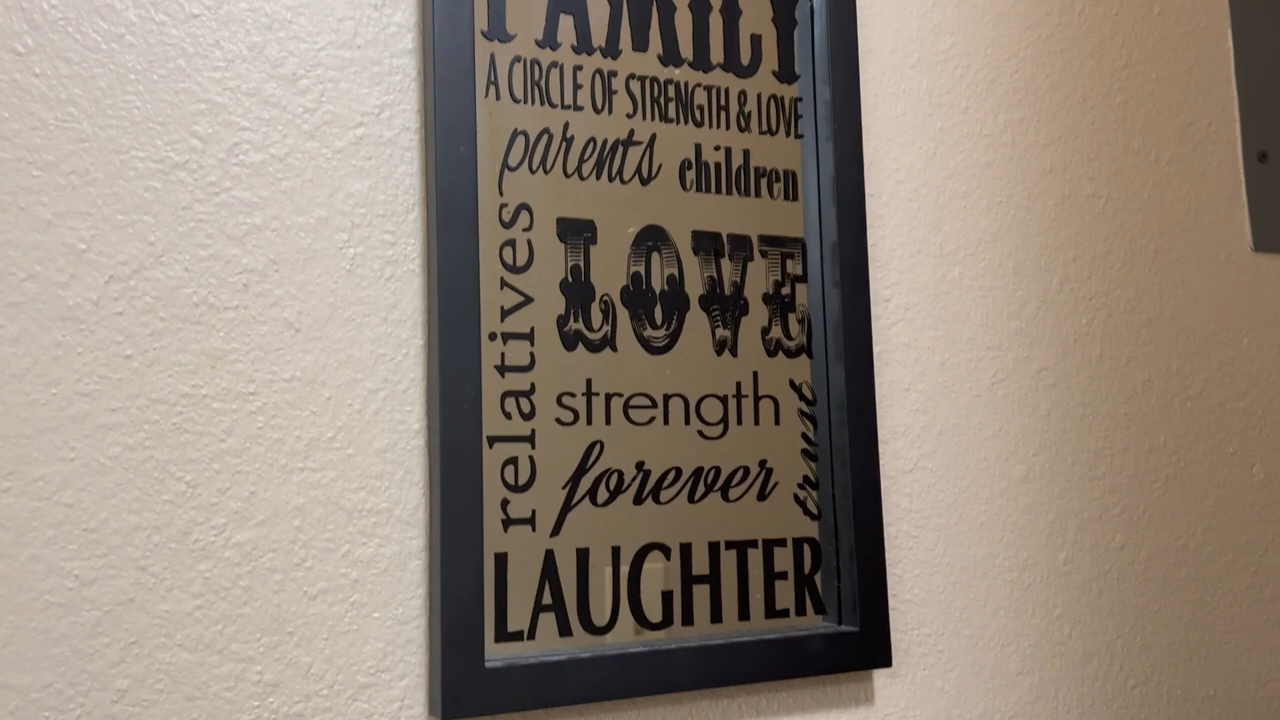 FAMILY
A CIRCLE OF STRENGTH & LOVE
parents children
relatives
LOVE
strength
trust
forever
LAUGHTER